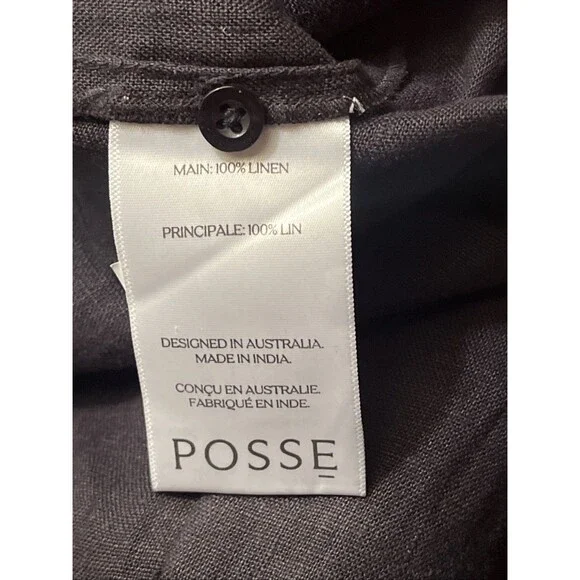 MAIN: 100% LINEN
PRINCIPALE: 100% LIN
DESIGNED IN AUSTRALIA.
MADE IN INDIA.
CONÇU EN AUSTRALIE.
FABRIQUÉ EN INDE.
POSSE